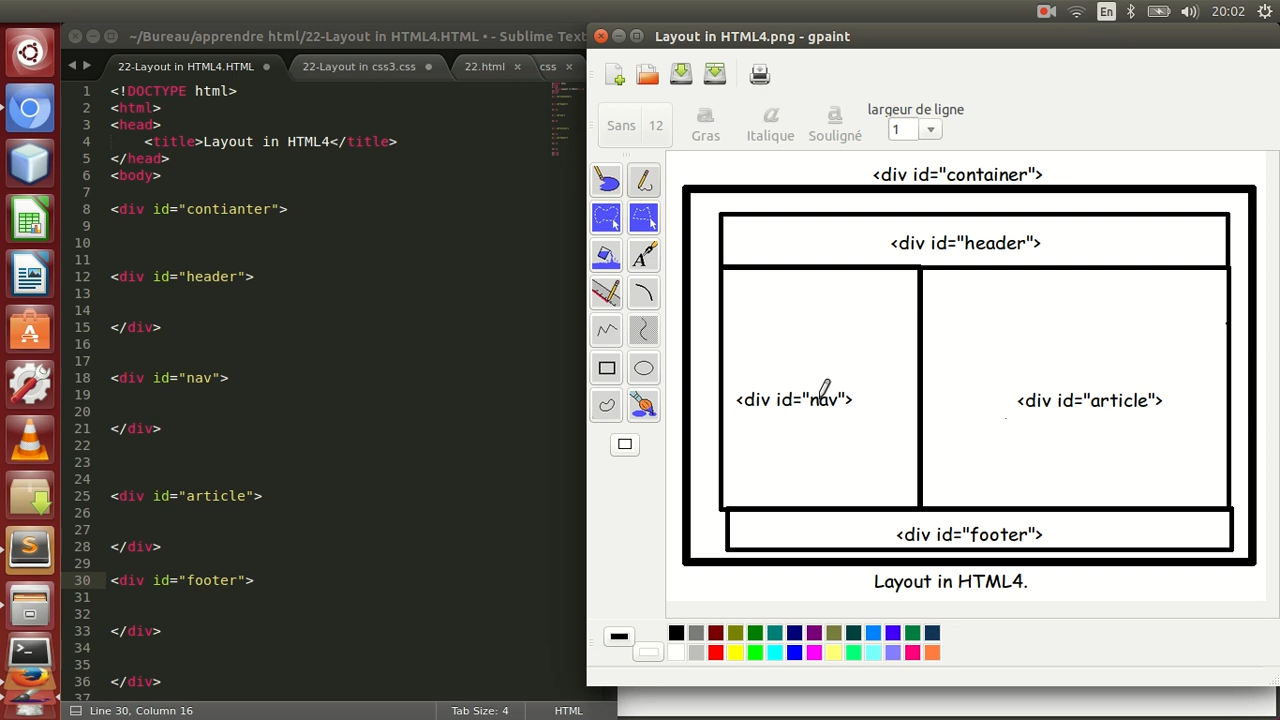 En
20:02
~/Bureau/apprendre html/22-Layout in HTML4.HTML • - Sublime Text
Layout in HTML4.png - gpaint
22-Layout in HTML4.HTML
22-Layout in css3.css
22.html
css
1 <!DOCTYPE html>
2 <html>
3 <head>
4 <title>Layout in HTML4</title>
5 </head>
6 <body>
7
8 <div id="contianter">
9
10
11
12 <div id="header">
13
14
15 </div>
16
17
18 <div id="nav">
19
20
21 </div>
22
23
24
25 <div id="article">
26
27
28 </div>
29
30 <div id="footer">
31
32
33 </div>
34
35
36 </div>
37
Line 30, Column 16
Tab Size: 4
HTML
Sans 12
a Gras
a Italique
a Souligné
largeur de ligne
1
<div id="container">
<div id="header">
<div id="nav">
<div id="article">
<div id="footer">
Layout in HTML4.